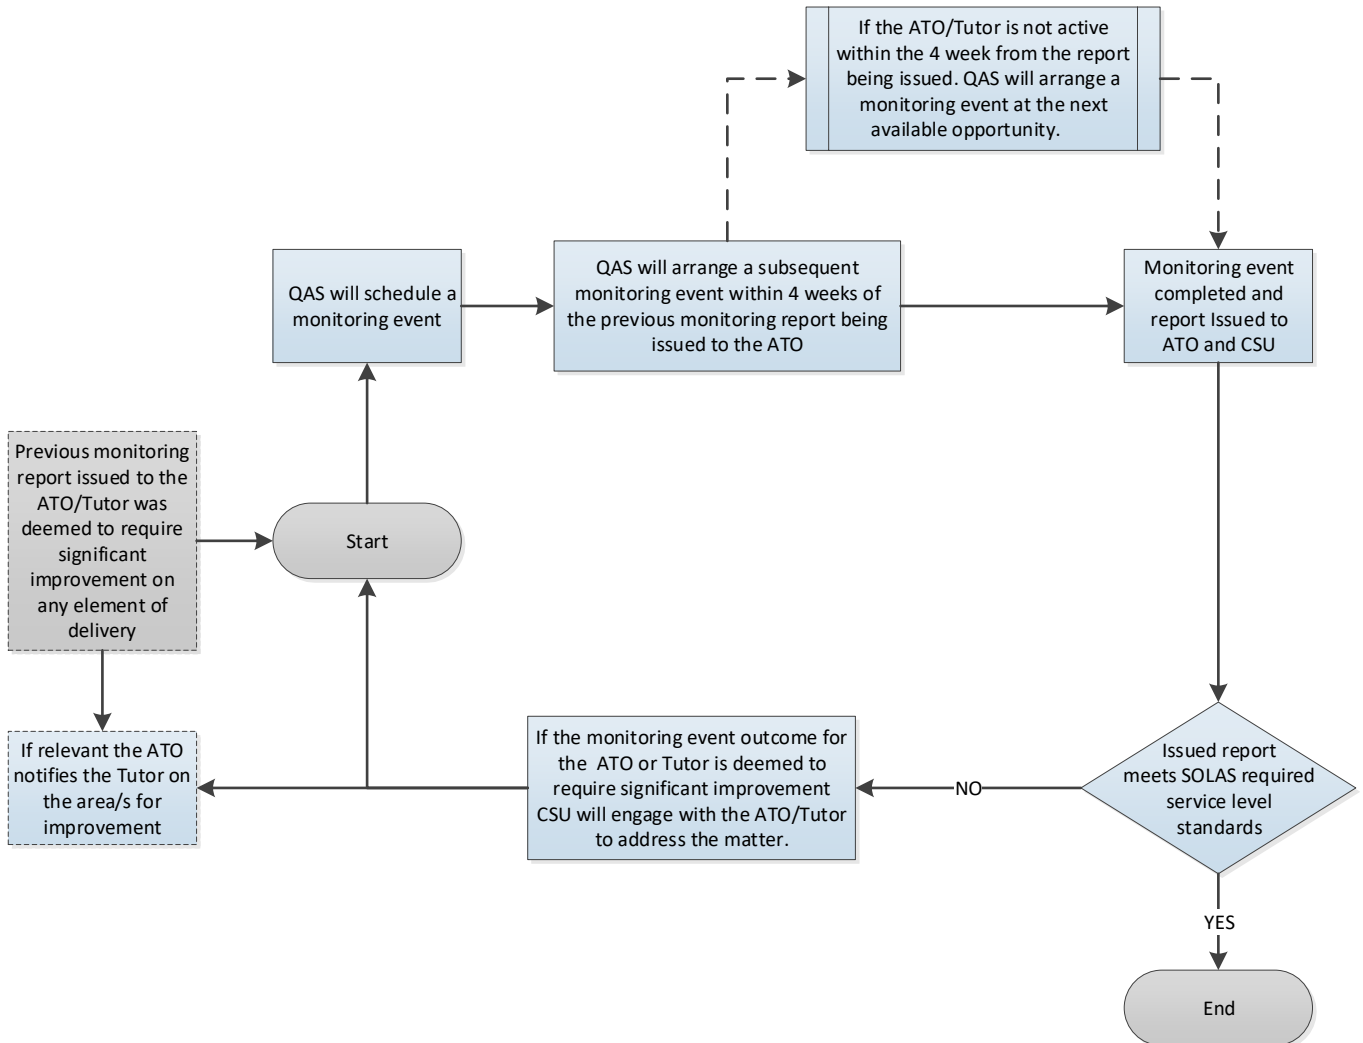 If the ATO/Tutor is not active
within the 4 week from the report
being issued. QAS will arrange a
monitoring event at the next
available opportunity.
QAS will schedule a
monitoring event
QAS will arrange a subsequent
monitoring event within 4 weeks of
the previous monitoring report being
issued to the ATO
Monitoring event
completed and
report Issued to
ATO and CSU
Previous monitoring
report issued to the
ATO/Tutor was
deemed to require
significant
improvement on
any element of
delivery
Start
If relevant the ATO
notifies the Tutor on
the area/s for
improvement
If the monitoring event outcome for
the ATO or Tutor is deemed to
require significant improvement
CSU will engage with the ATO/Tutor
to address the matter.
NO
Issued report
meets SOLAS required
service level
standards
YES
End